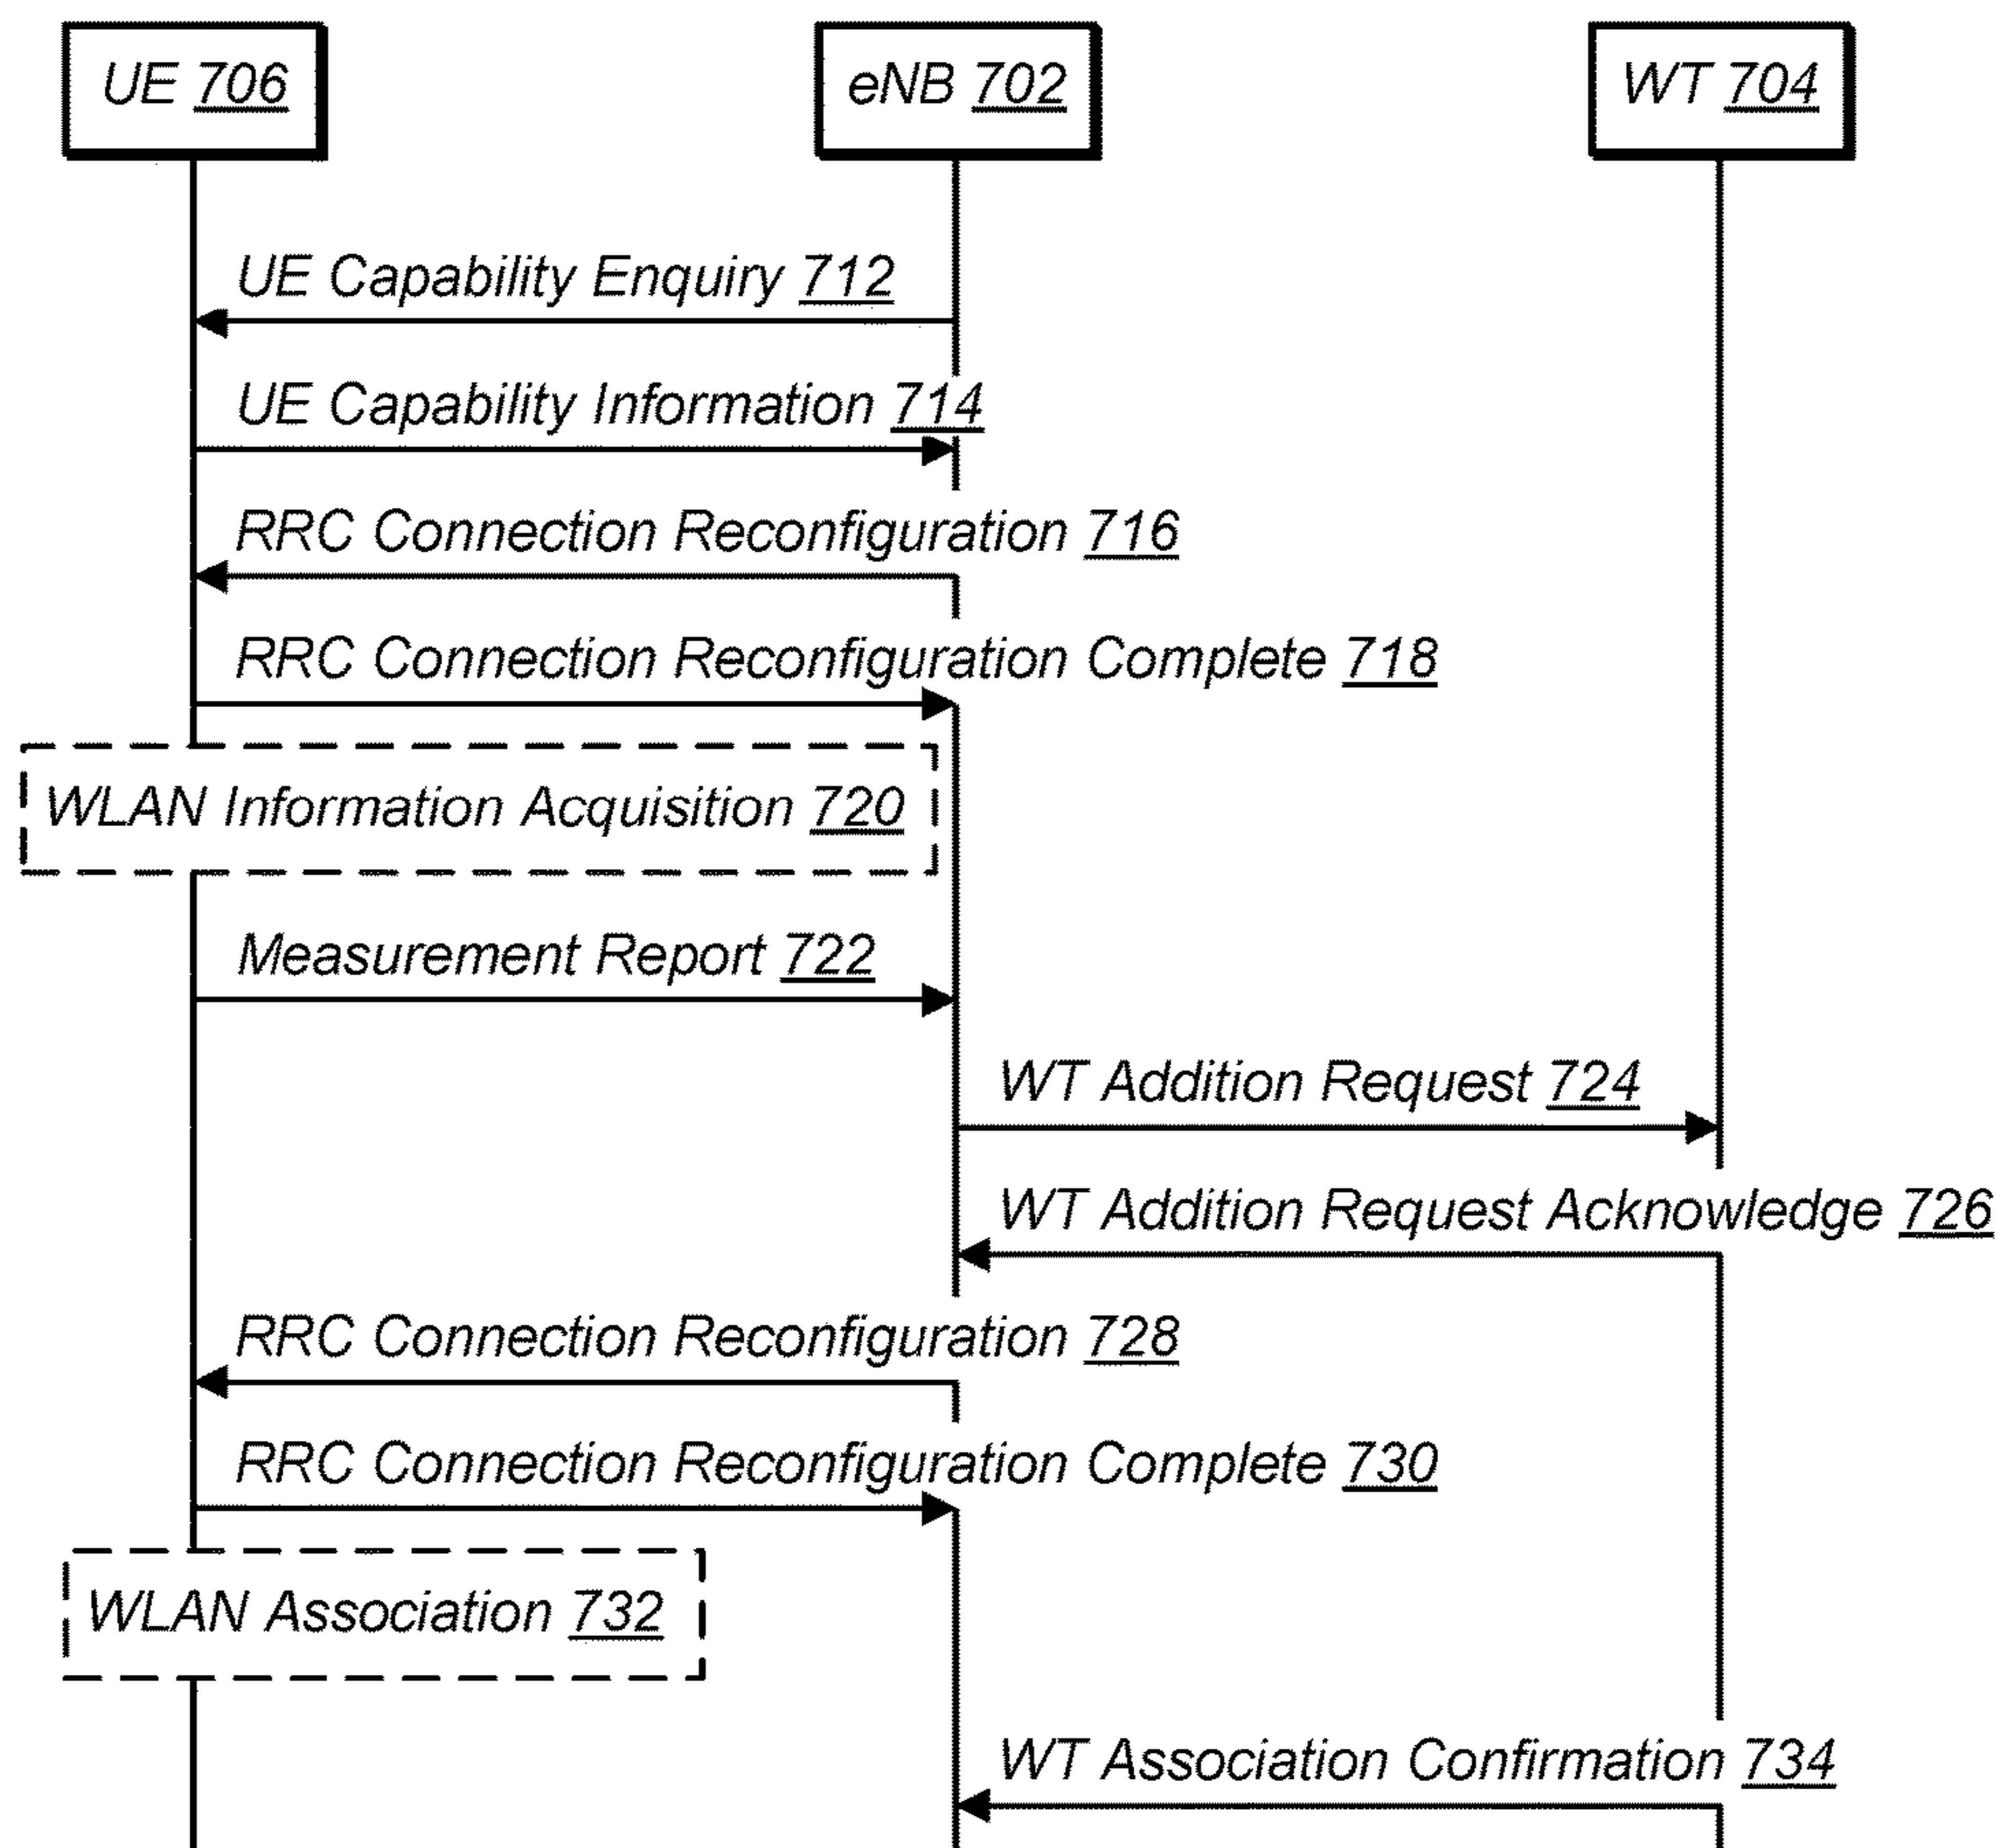 UE 706
eNB 702
WT 704
UE Capability Enquiry 712
UE Capability Information 714
RRC Connection Reconfiguration 716
RRC Connection Reconfiguration Complete 718
WLAN Information Acquisition 720
Measurement Report 722
WT Addition Request 724
WT Addition Request Acknowledge 726
RRC Connection Reconfiguration 728
RRC Connection Reconfiguration Complete 730
WLAN Association 732
WT Association Confirmation 734